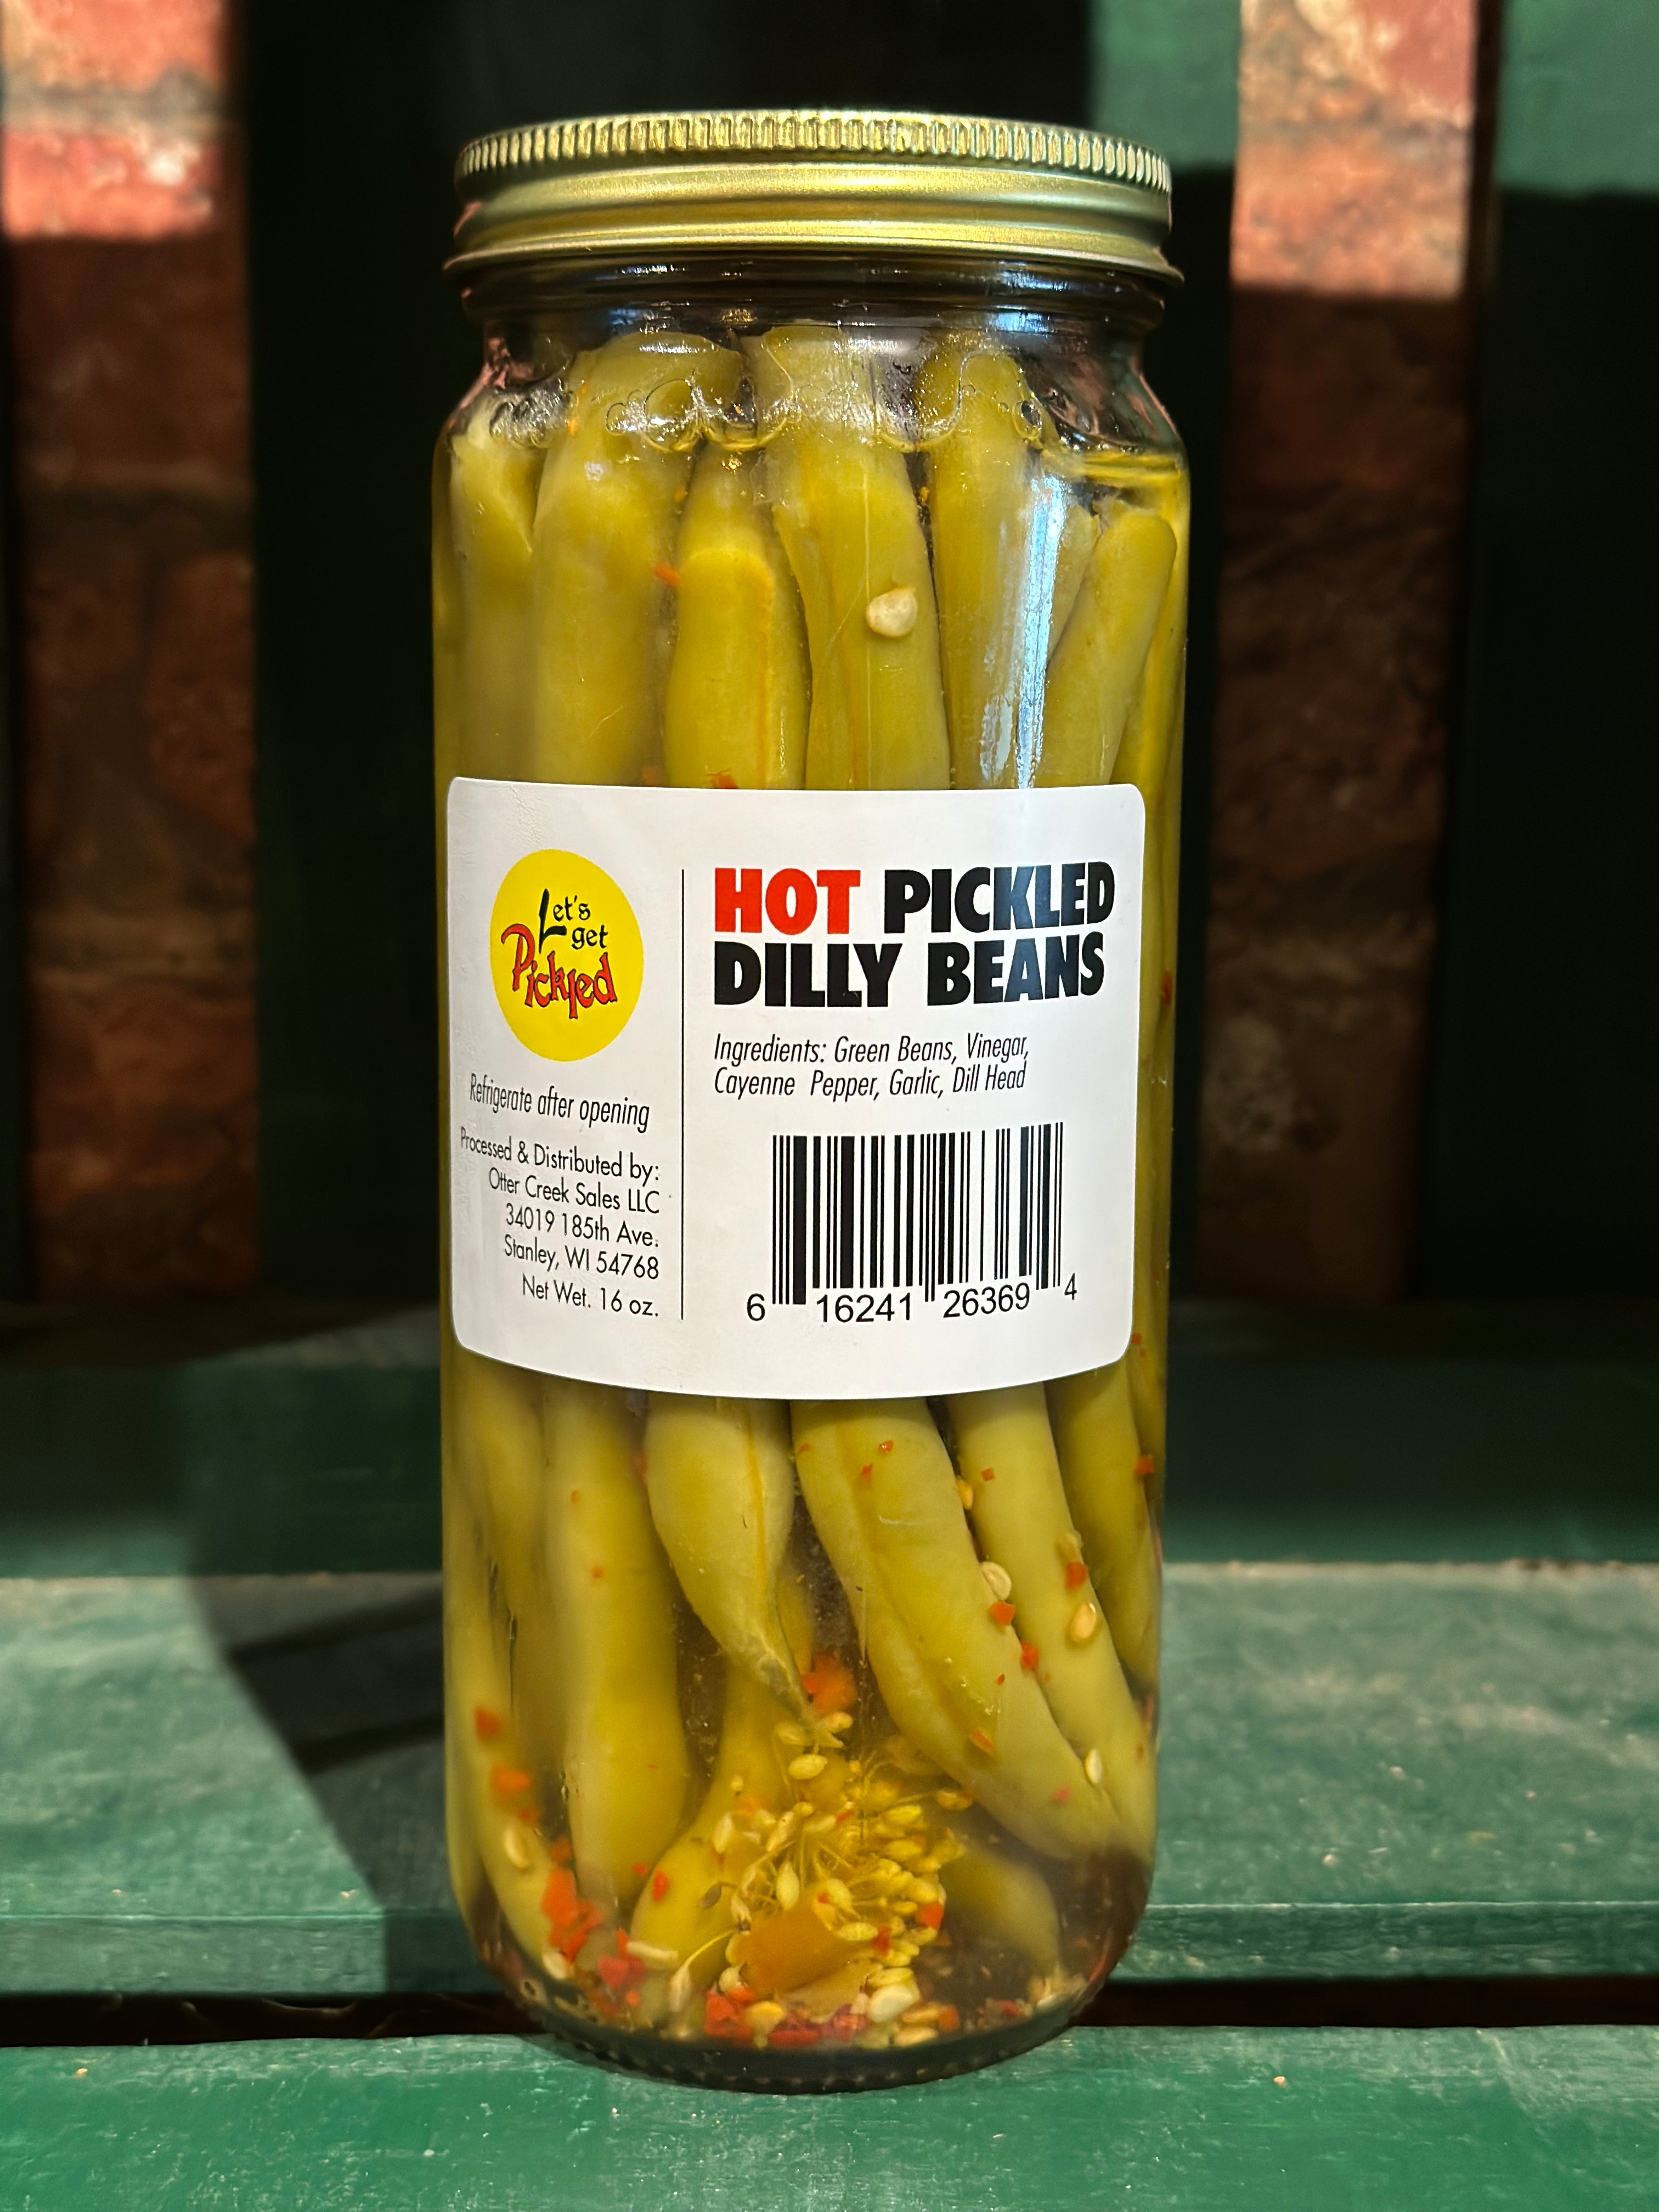 Let's
get
Pickled
Refrigerate after opening
Processed & Distributed by:
Otter Creek Sales LLC
34019 185th Ave.
Stanley, WI 54768
Net Wet. 16 oz.
HOT PICKLED
DILLY BEANS
Ingredients: Green Beans, Vinegar,
Cayenne Pepper, Garlic, Dill Head
6 16241 26369 4